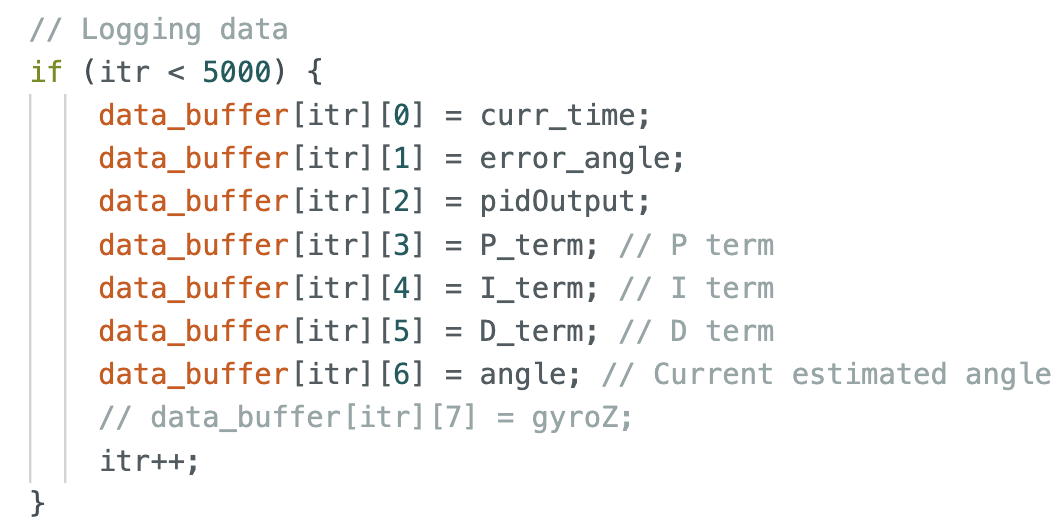 // Logging data
if (itr < 5000) {
data_buffer[itr][0] = curr_time;
data_buffer[itr][1] = error_angle;
data_buffer[itr][2] = pidOutput;
data_buffer[itr][3] = P_term; // P term
data_buffer[itr][4] = I_term; // I term
data_buffer[itr][5] = D_term; // D term
data_buffer[itr][6] = angle; // Current estimated angle
// data_buffer[itr][7] = gyroZ;
itr++;
}